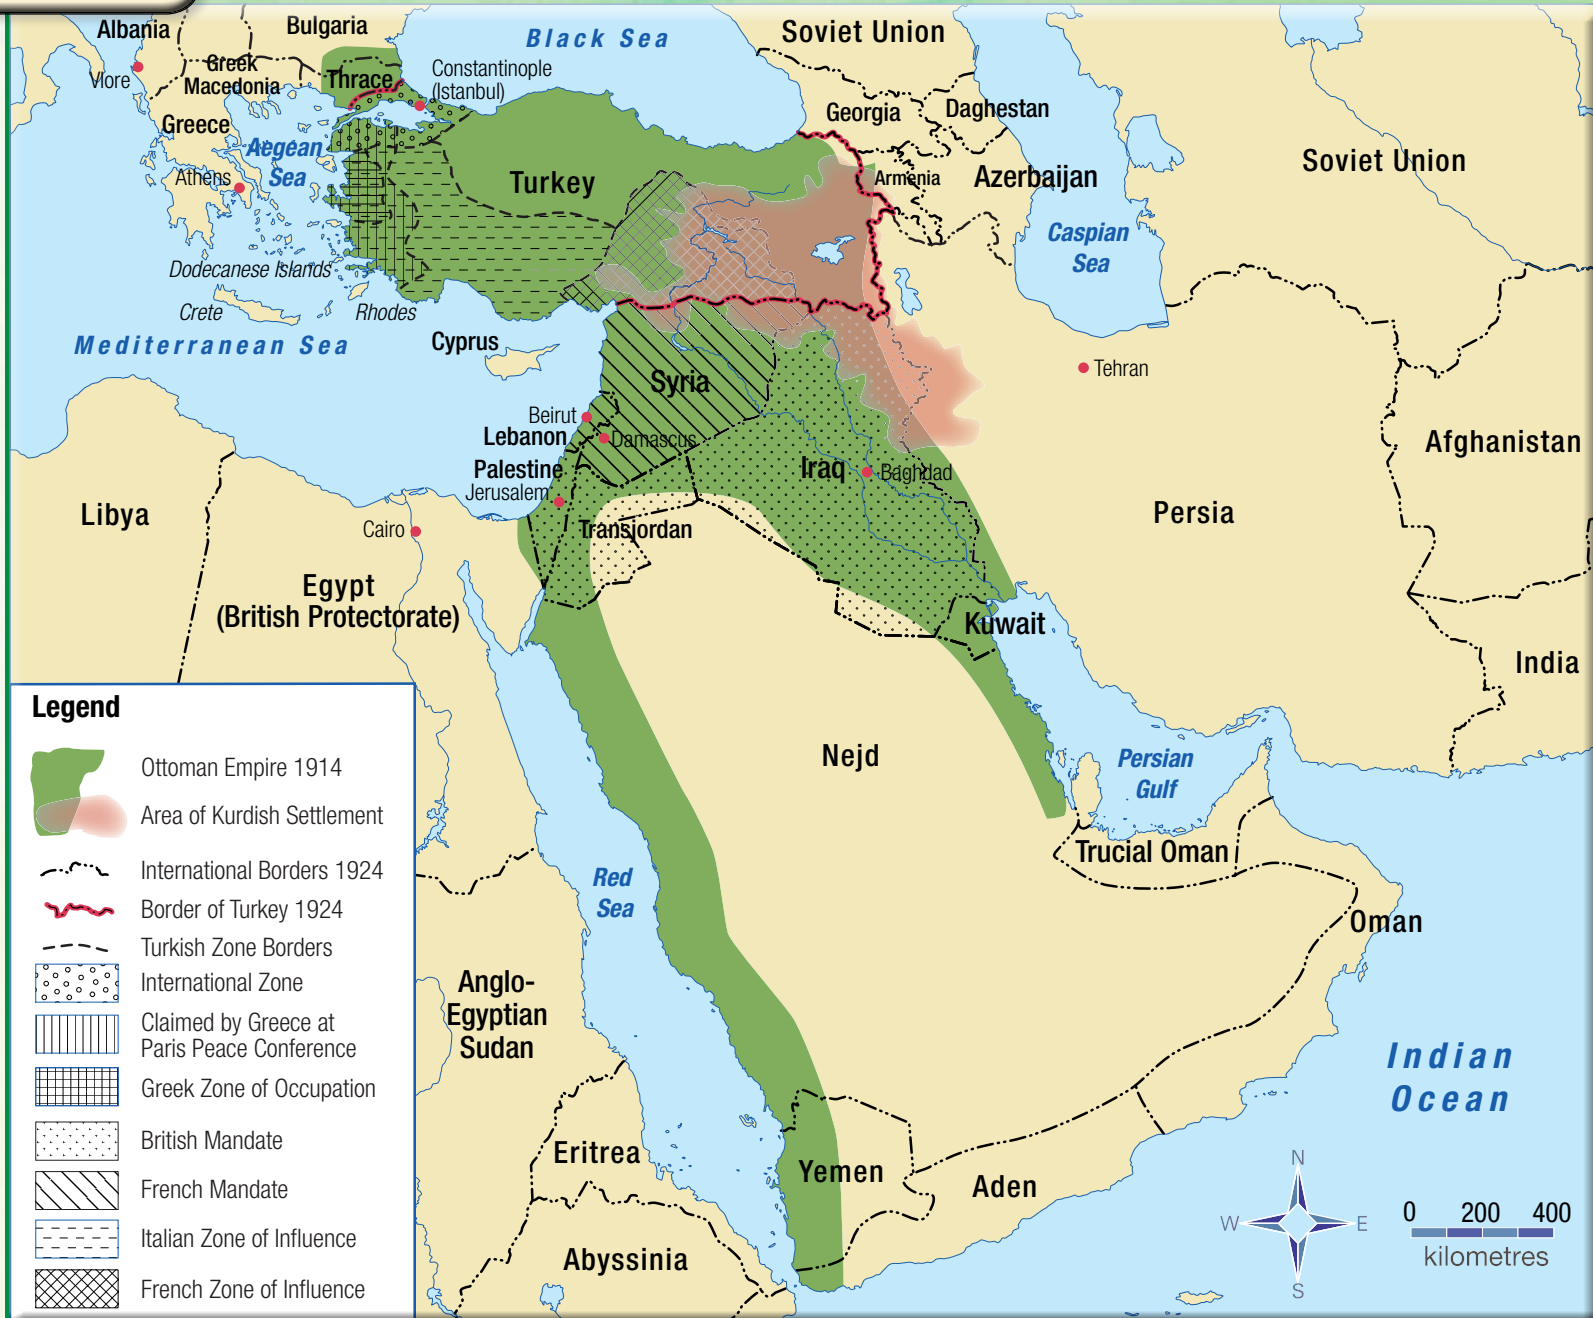 Albania
Bulgaria
Black Sea
Soviet Union
Vlore
Greek
Macedonia
Thrace
Constantinople
(Istanbul)
Georgia
Daghestan
Greece
Aegean
Sea
Athens
Turkey
Armenia
Azerbaijan
Soviet Union
Caspian
Sea
Dodecanese Islands
Crete
Rhodes
Mediterranean Sea
Cyprus
Syria
Tehran
Beirut
Lebanon
Damascus
Palestine
Jerusalem
Iraq
Baghdad
Afghanistan
Libya
Cairo
Transjordan
Persia
Egypt
(British Protectorate)
Kuwait
India
Nejd
Persian
Gulf
Trucial Oman
Red
Sea
Oman
Anglo-
Egyptian
Sudan
Indian
Ocean
Eritrea
Yemen
Aden
Abyssinia
Legend
Ottoman Empire 1914
Area of Kurdish Settlement
International Borders 1924
Border of Turkey 1924
Turkish Zone Borders
International Zone
Claimed by Greece at
Paris Peace Conference
Greek Zone of Occupation
British Mandate
French Mandate
Italian Zone of Influence
French Zone of Influence
N
W
E
S
0 200 400
kilometres